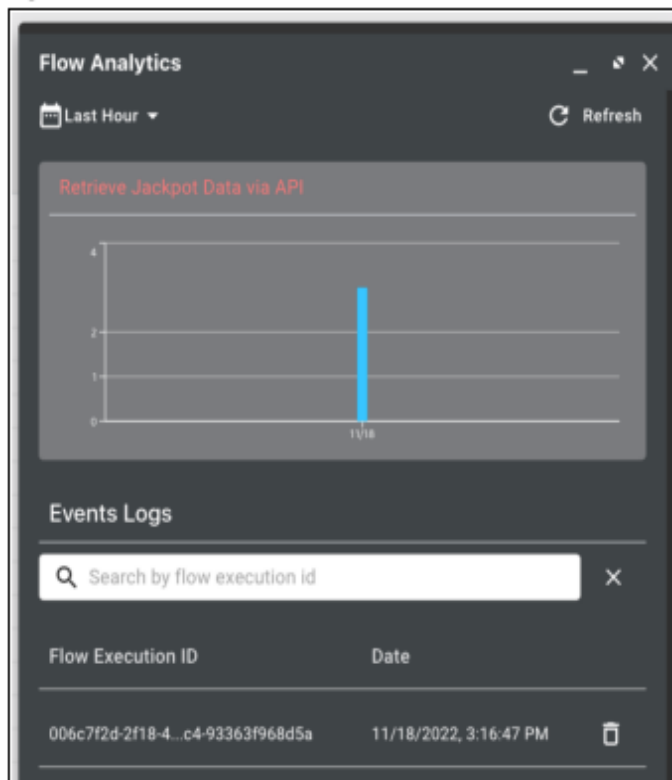 Flow Analytics
Last Hour
Refresh
Retrieve Jackpot Data via API
4
2
1
0
11/18
Events Logs
Search by flow execution id
Flow Execution ID Date
006c7f2d-2f18-4...c4-93363f968d5a 11/18/2022, 3:16:47 PM